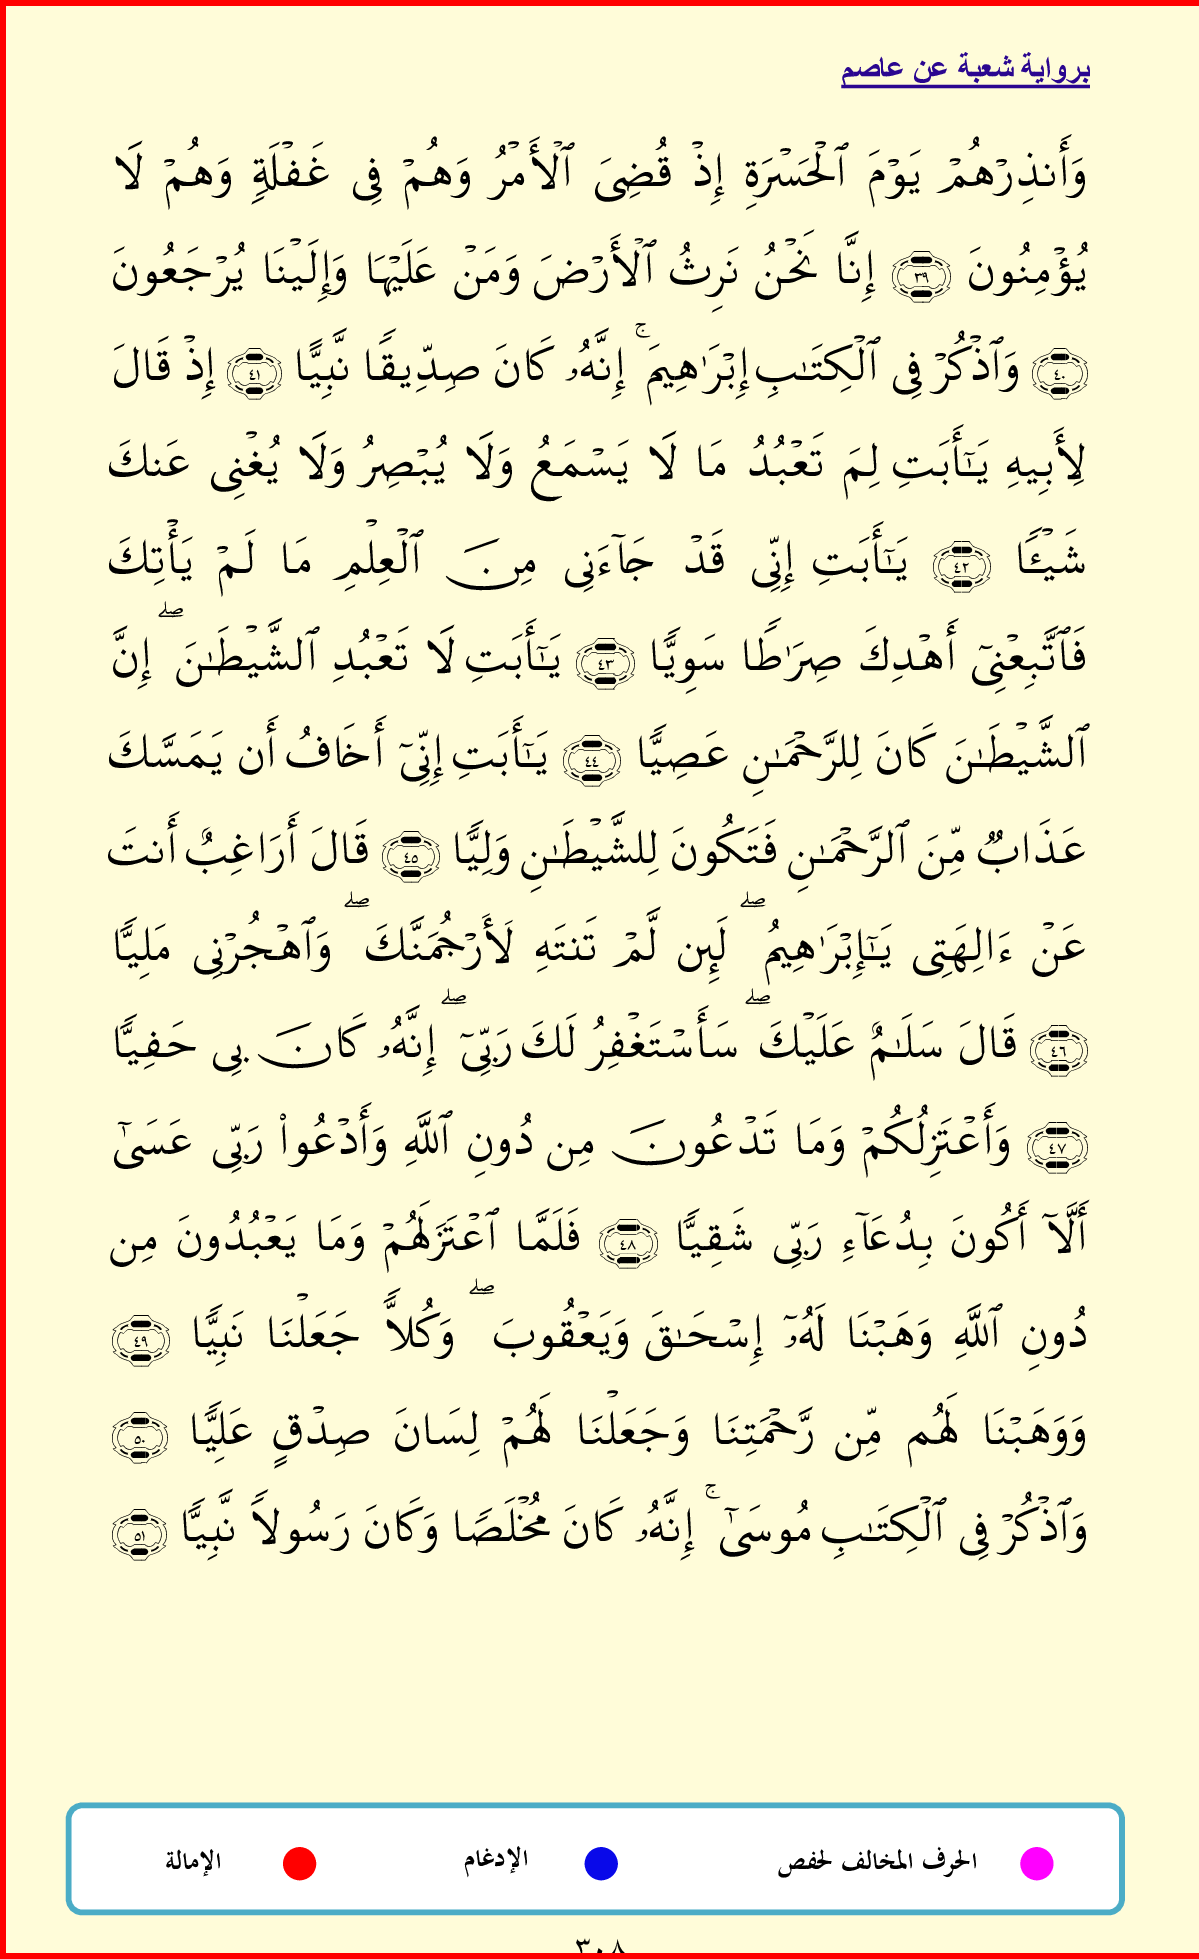 برواية شعبة عن عاصم
وَأَنذِرْهُمْ يَوْمَ ٱلْحَسْرَةِ إِذْ قُضِىَ ٱلْأَمْرُ وَهُمْ فِى غَفْلَةٍ وَهُمْ لَا
يُؤْمِنُونَ ٣٩ إِنَّا نَحْنُ نَرِثُ ٱلْأَرْضَ وَمَنْ عَلَيْهَا وَإِلَيْنَا يُرْجَعُونَ
٤٠ وَٱذْكُرْ فِى ٱلْكِتَـٰبِ إِبْرَٰهِيمَ ۚ إِنَّهُۥ كَانَ صِدِّيقًا نَّبِيًّا ٤١ إِذْ قَالَ
لِأَبِيهِ يَـٰٓأَبَتِ لِمَ تَعْبُدُ مَا لَا يَسْمَعُ وَلَا يُبْصِرُ وَلَا يُغْنِى عَنكَ
شَيْـًٔا ٤٢ يَـٰٓأَبَتِ إِنِّى قَدْ جَآءَنِى مِنَ ٱلْعِلْمِ مَا لَمْ يَأْتِكَ
فَٱتَّبِعْنِىٓ أَهْدِكَ صِرَٰطًا سَوِيًّا ٤٣ يَـٰٓأَبَتِ لَا تَعْبُدِ ٱلشَّيْطَـٰنَ ۖ إِنَّ
ٱلشَّيْطَـٰنَ كَانَ لِلرَّحْمَـٰنِ عَصِيًّا ٤٤ يَـٰٓأَبَتِ إِنِّىٓ أَخَافُ أَن يَمَسَّكَ
عَذَابٌ مِّنَ ٱلرَّحْمَـٰنِ فَتَكُونَ لِلشَّيْطَـٰنِ وَلِيًّا ٤٥ قَالَ أَرَاغِبٌ أَنتَ
عَنْ ءَالِهَتِى يَـٰٓإِبْرَٰهِيمُ ۖ لَئِن لَّمْ تَنتَهِ لَأَرْجُمَنَّكَ ۖ وَٱهْجُرْنِى مَلِيًّا
٤٦ قَالَ سَلَـٰمٌ عَلَيْكَ ۖ سَأَسْتَغْفِرُ لَكَ رَبِّىٓ ۖ إِنَّهُۥ كَانَ بِى حَفِيًّا
٤٧ وَأَعْتَزِلُكُمْ وَمَا تَدْعُونَ مِن دُونِ ٱللَّهِ وَأَدْعُوا۟ رَبِّى عَسَىٰٓ
أَلَّآ أَكُونَ بِدُعَآءِ رَبِّى شَقِيًّا ٤٨ فَلَمَّا ٱعْتَزَلَهُمْ وَمَا يَعْبُدُونَ مِن
دُونِ ٱللَّهِ وَهَبْنَا لَهُۥٓ إِسْحَـٰقَ وَيَعْقُوبَ ۖ وَكُلًّا جَعَلْنَا نَبِيًّا ٤٩
وَوَهَبْنَا لَهُم مِّن رَّحْمَتِنَا وَجَعَلْنَا لَهُمْ لِسَانَ صِدْقٍ عَلِيًّا ٥٠
وَٱذْكُرْ فِى ٱلْكِتَـٰبِ مُوسَىٰٓ ۚ إِنَّهُۥ كَانَ مُخْلَصًا وَكَانَ رَسُولًا نَّبِيًّا ٥١
الحرف المخالف لحفص الإدغام الإمالة
٣٠٨